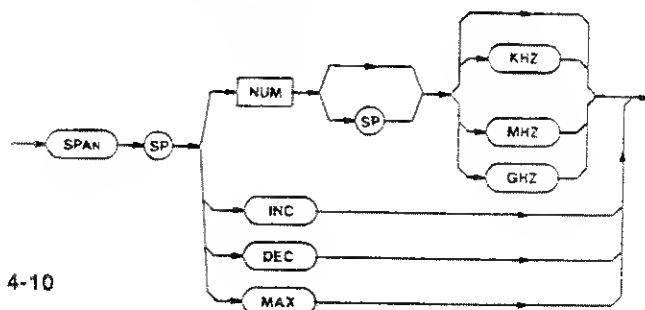 KHZ
NUM
SP
MHZ
SPAN SP
GHZ
INC
DEC
4-10
MAX